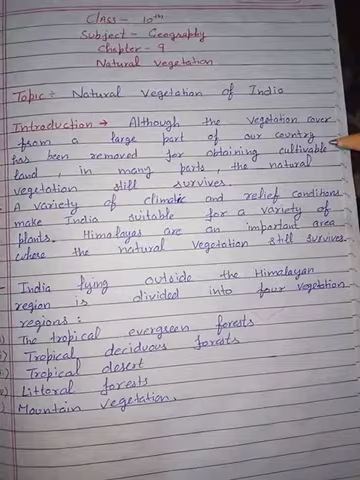 Class - 10th
Subject - Geography
Chapter - 9
Natural vegetation
Topic :- Natural Vegetation of India
Introduction → Although the vegetation cover
from a large part of our country
has been removed for obtaining cultivable
land, in many parts, the natural
vegetation still survives.
A variety of climatic and relief conditions
make India suitable for a variety of
plants. Himalayas are an important area
where the natural vegetation still survives.
India lying outside the Himalayan
region is divided into four vegetation
regions:
The tropical evergreen forests
Tropical deciduous forests
Tropical desert
Littoral forests
Mountain vegetation.